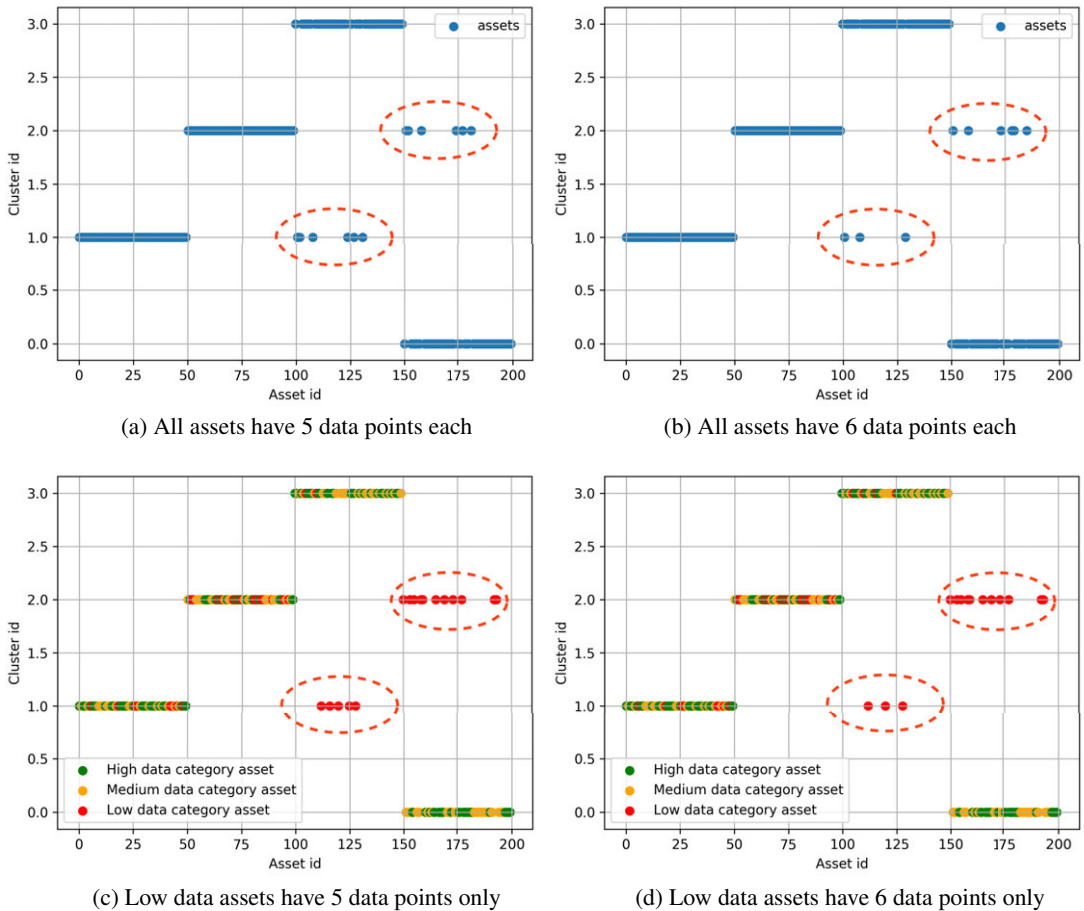 3.0
2.5
2.0
1.5
1.0
0.5
0.0
Cluster id
0 25 50 75 100 125 150 175 200
Asset id
assets
(a) All assets have 5 data points each
3.0
2.5
2.0
1.5
1.0
0.5
0.0
Cluster id
0 25 50 75 100 125 150 175 200
Asset id
assets
(b) All assets have 6 data points each
3.0
2.5
2.0
1.5
1.0
0.5
0.0
Cluster id
High data category asset
Medium data category asset
Low data category asset
0 25 50 75 100 125 150 175 200
Asset id
(c) Low data assets have 5 data points only
3.0
2.5
2.0
1.5
1.0
0.5
0.0
Cluster id
High data category asset
Medium data category asset
Low data category asset
0 25 50 75 100 125 150 175 200
Asset id
(d) Low data assets have 6 data points only